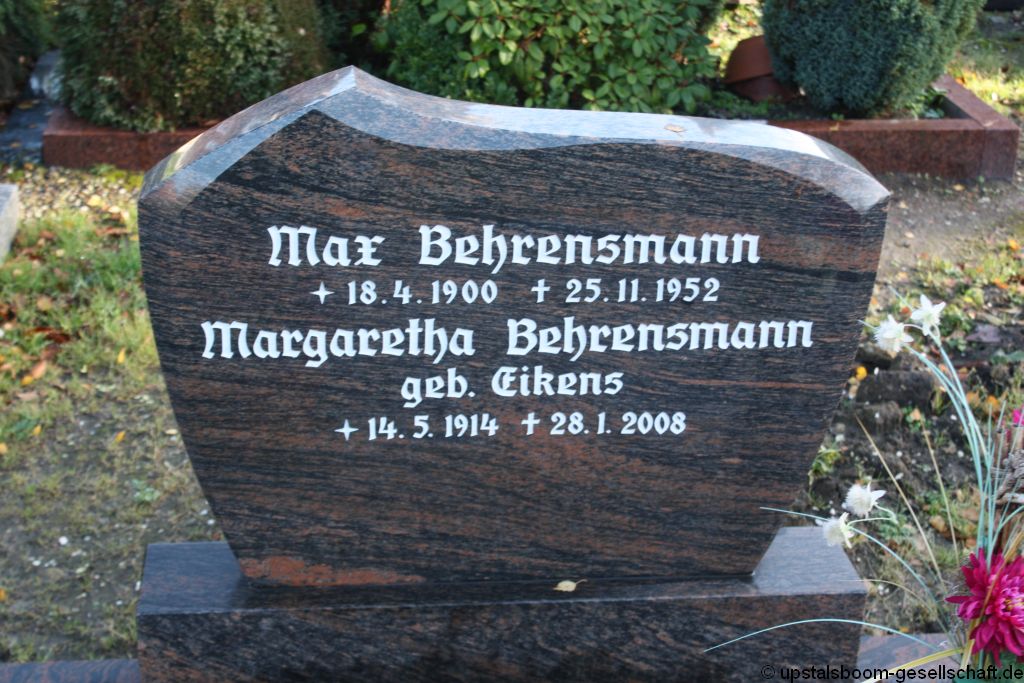 Max Behrensmann
✦ 18.4.1900 ✝ 25.11.1952
Margaretha Behrensmann
geb. Eikens
✦ 14.5.1914 ✝ 28.1.2008
© upstalsboom-gesellschaft.de